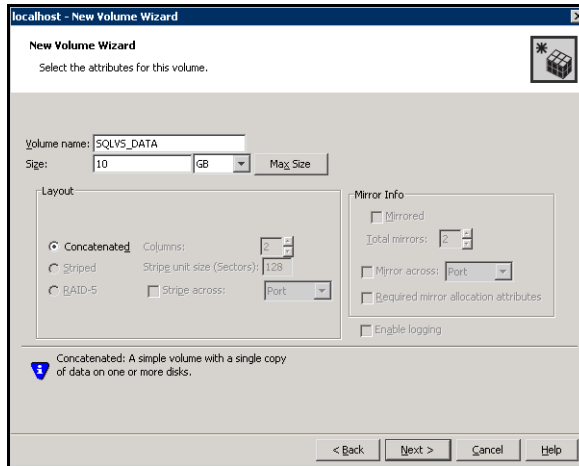 localhost - New Volume Wizard
New Volume Wizard
Select the attributes for this volume.
Volume name: SQLVS_DATA
Size: 10 GB Max Size
Layout
Concatenated Columns: 2
Striped Stripe unit size (Sectors): 128
RAID-5 Stripe across: Port
Mirror Info
Mirrored
Total mirrors: 2
Mirror across: Port
Required mirror allocation attributes
Enable logging
Concatenated: A simple volume with a single copy
of data on one or more disks.
< Back Next > Cancel Help